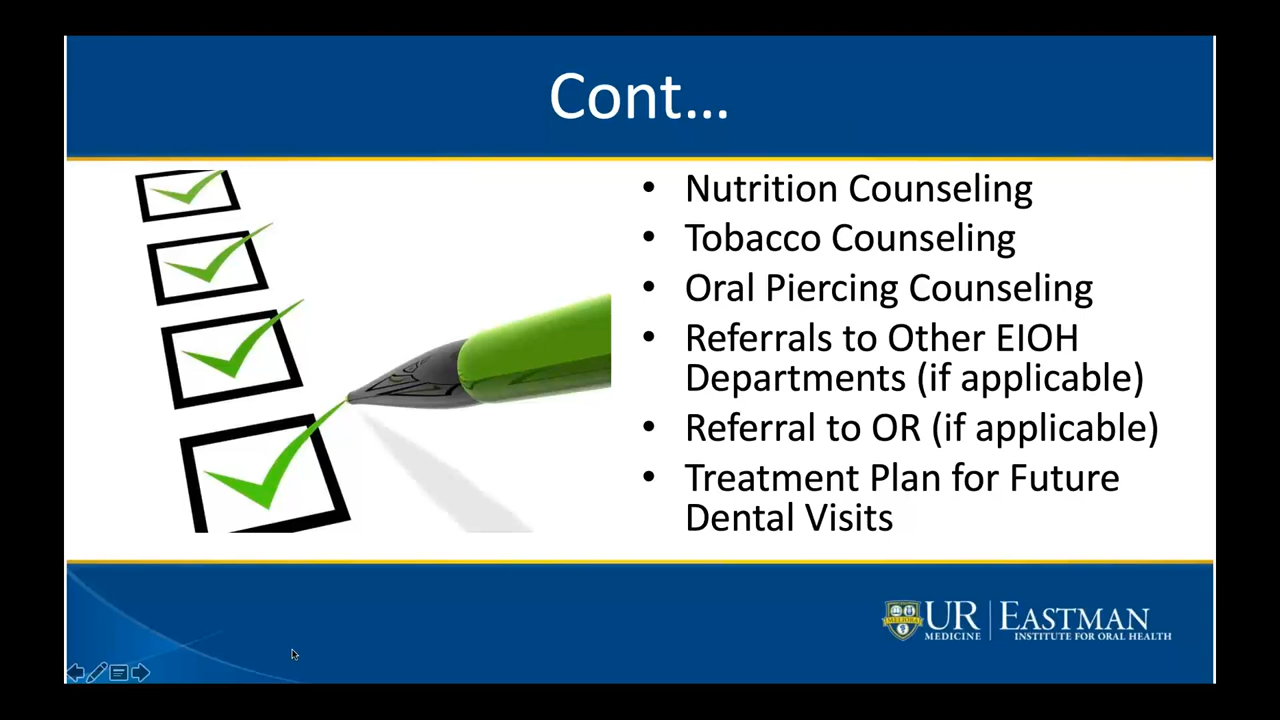 Cont...
• Nutrition Counseling
• Tobacco Counseling
• Oral Piercing Counseling
• Referrals to Other EIOH
Departments (if applicable)
• Referral to OR (if applicable)
• Treatment Plan for Future
Dental Visits
UR
MEDICINE
EASTMAN
INSTITUTE FOR ORAL HEALTH